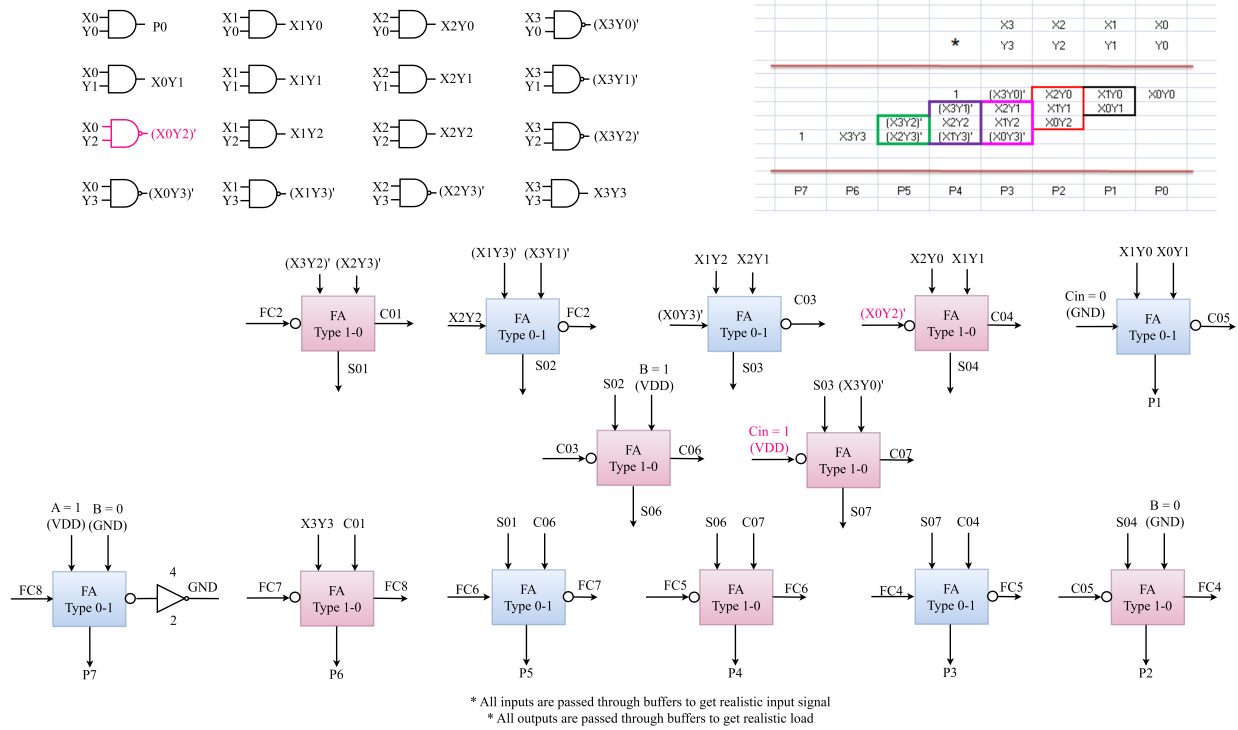 X0 Y0 P0
X1 Y0 X1Y0
X2 Y0 X2Y0
X3 Y0 (X3Y0)'
X0 Y1 X0Y1
X1 Y1 X1Y1
X2 Y1 X2Y1
X3 Y1 (X3Y1)'
X0 Y2 (X0Y2)'
X1 Y2 X1Y2
X2 Y2 X2Y2
X3 Y2 (X3Y2)'
X0 Y3 (X0Y3)'
X1 Y3 (X1Y3)'
X2 Y3 (X2Y3)'
X3 Y3 X3Y3
X3 X2 X1 X0
* Y3 Y2 Y1 Y0
1 (X3Y0)' X2Y0 X1Y0 X0Y0
(X3Y1)' X2Y1 X1Y1 X0Y1
(X3Y2)' X2Y2 X1Y2 X0Y2
1 X3Y3 (X2Y3)' (X1Y3)' (X0Y3)'
P7 P6 P5 P4 P3 P2 P1 P0
(X3Y2)' (X2Y3)'
FC2
FA
Type 1-0
C01
S01
(X1Y3)' (X3Y1)'
X2Y2
FA
Type 0-1
FC2
S02
X1Y2 X2Y1
(X0Y3)'
FA
Type 0-1
C03
S03
X2Y0 X1Y1
(X0Y2)'
FA
Type 1-0
C04
S04
X1Y0 X0Y1
Cin = 0
(GND)
FA
Type 0-1
C05
P1
S02
B = 1
(VDD)
C03
FA
Type 1-0
C06
S06
S03 (X3Y0)'
Cin = 1
(VDD)
FA
Type 1-0
C07
S07
A = 1
(VDD)
B = 0
(GND)
FC8
FA
Type 0-1
4
2
GND
P7
X3Y3 C01
FC7
FA
Type 1-0
FC8
P6
S01 C06
FC6
FA
Type 0-1
FC7
P5
S06 C07
FC5
FA
Type 1-0
FC6
P4
S07 C04
FC4
FA
Type 0-1
FC5
P3
S04
B = 0
(GND)
C05
FA
Type 1-0
FC4
P2
* All inputs are passed through buffers to get realistic input signal
* All outputs are passed through buffers to get realistic load